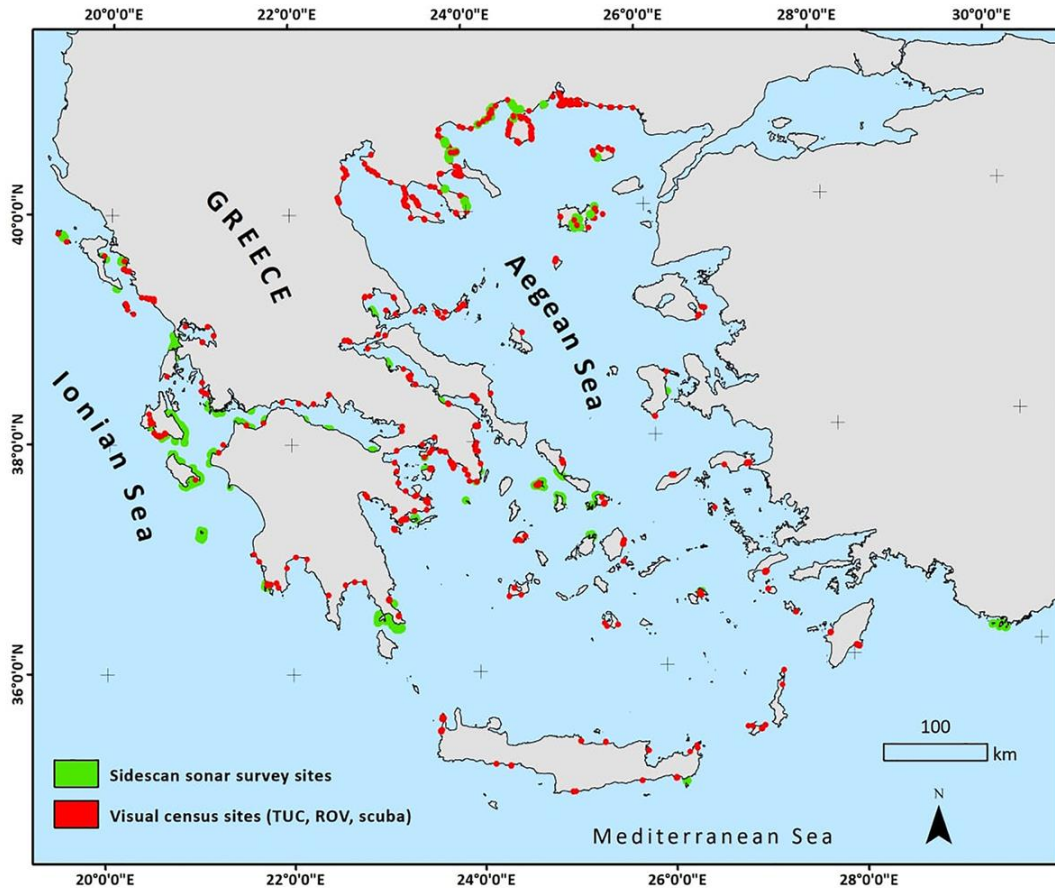 20°0'0"E 22°0'0"E 24°0'0"E 26°0'0"E 28°0'0"E 30°0'0"E
40°0'0"N
38°0'0"N
36°0'0"N
GREECE
Aegean Sea
Ionian Sea
100
km
Sidescan sonar survey sites
Visual census sites (TUC, ROV, scuba)
N
Mediterranean Sea
20°0'0"E 22°0'0"E 24°0'0"E 26°0'0"E 28°0'0"E